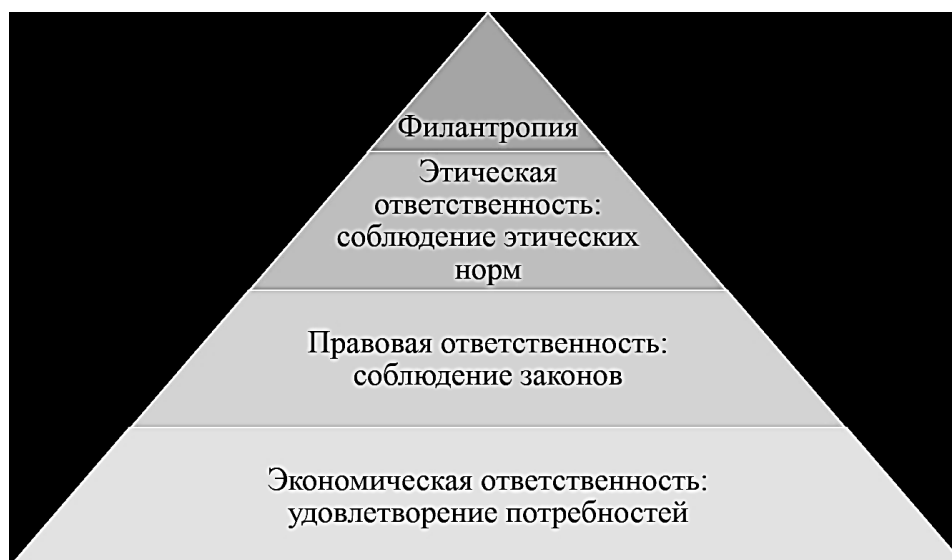 Филантропия
Этическая
ответственность:
соблюдение этических
норм
Правовая ответственность:
соблюдение законов
Экономическая ответственность:
удовлетворение потребностей